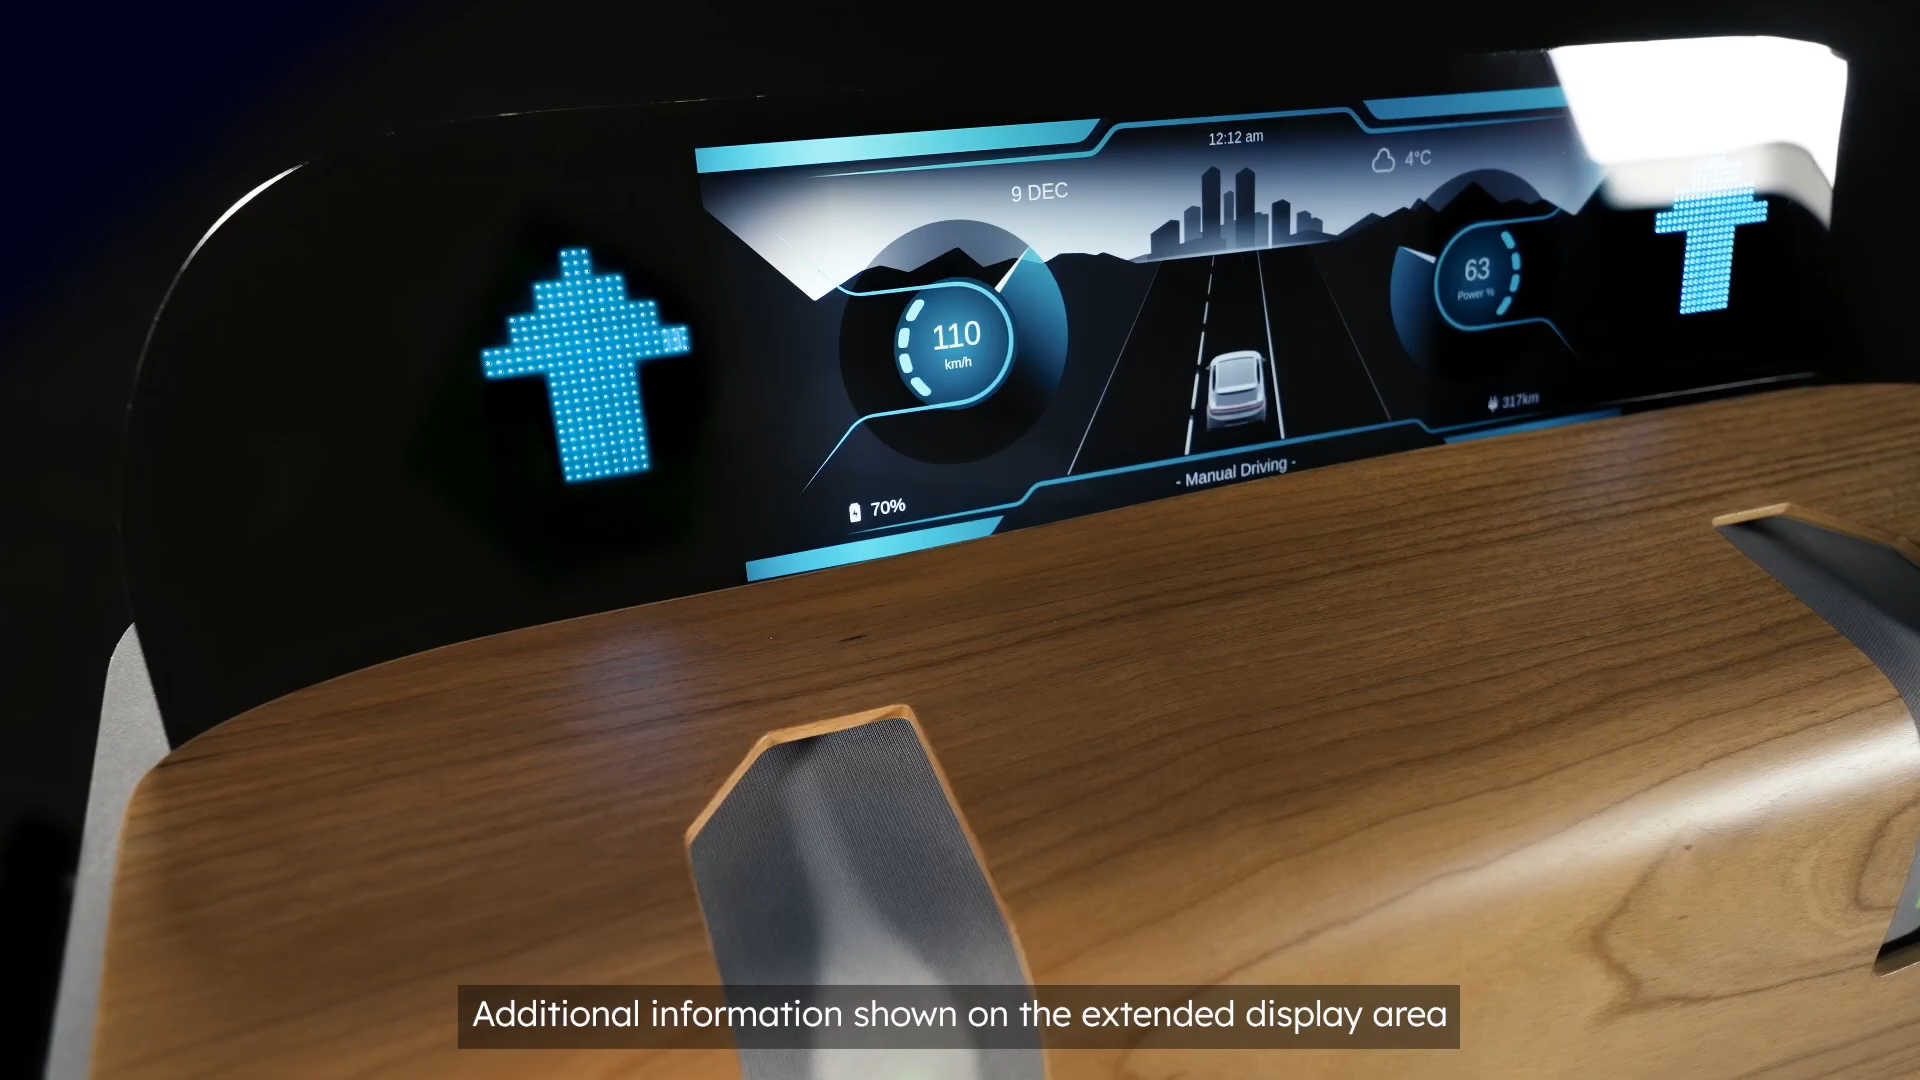 12:12 am
9 DEC
4°C
110
km/h
63
Power %
317km
- Manual Driving -
70%
Additional information shown on the extended display area